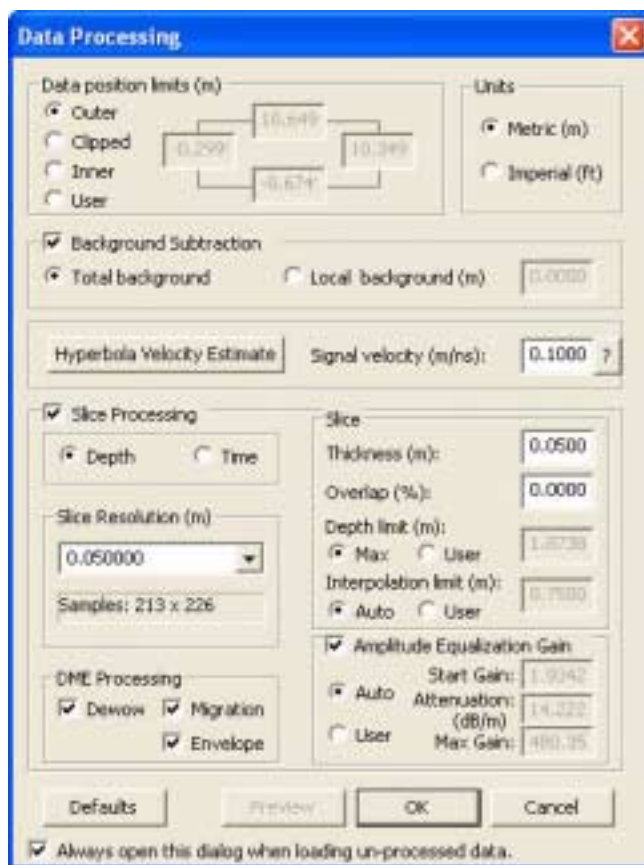 Data Processing
Data position limits (m)
Outer
Clipped
Inner
User
10.649
-0.299
10.349
-0.674
Units
Metric (m)
Imperial (ft)
Background Subtraction
Total background
Local background (m)
0.0000
Hyperbola Velocity Estimate
Signal velocity (m/ns):
0.1000
?
Slice Processing
Depth
Time
Slice Resolution (m)
0.050000
Samples: 213 x 226
DME Processing
Dewow
Migration
Envelope
Slice
Thickness (m):
0.0500
Overlap (%):
0.0000
Depth limit (m):
Max
User
Interpolation limit (m):
0.7500
Auto
User
Amplitude Equalization Gain
Auto
User
Start Gain:
Attenuation:
14.222
(dB/m)
Max Gain:
Defaults
Preview
OK
Cancel
Always open this dialog when loading un-processed data.